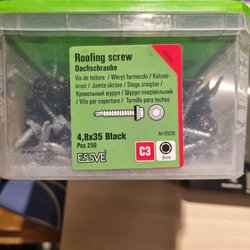 Roofing screw
Dachschraube
Vis de toiture / Wkręt farmerski / Katuse-
kruvi / Jumta skrūve / Stogo sraigtas /
Кровельный шуруп / Шуруп покрівельний
/ Vite per coperture / Tornillo para techos
4,8x35 Black
Pcs 250
ESSVE
C3
8mm